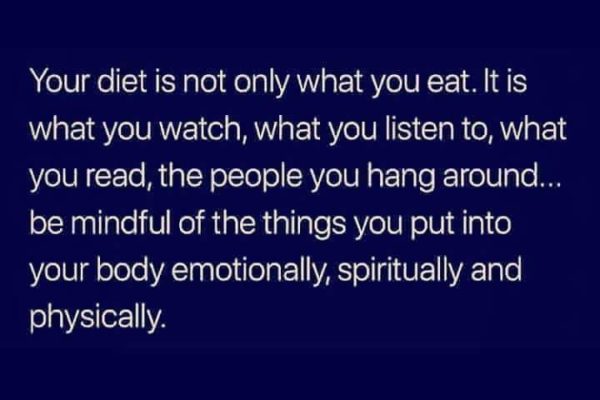 Your diet is not only what you eat. It is
what you watch, what you listen to, what
you read, the people you hang around...
be mindful of the things you put into
your body emotionally, spiritually and
physically.